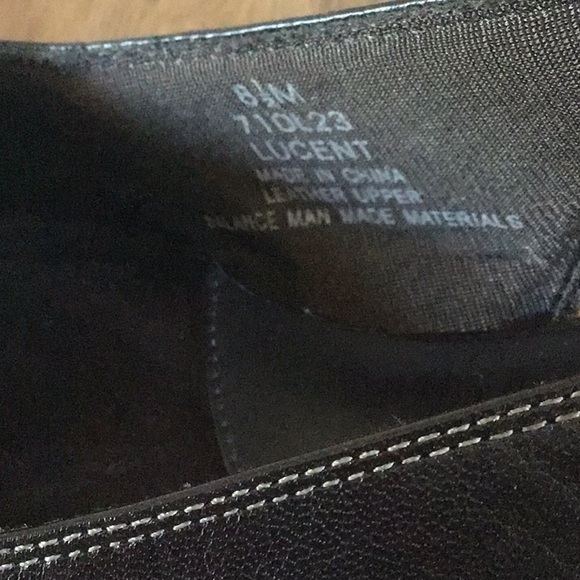 8½M
710L23
LUCENT
MADE IN CHINA
LEATHER UPPER
BALANCE MAN MADE MATERIALS